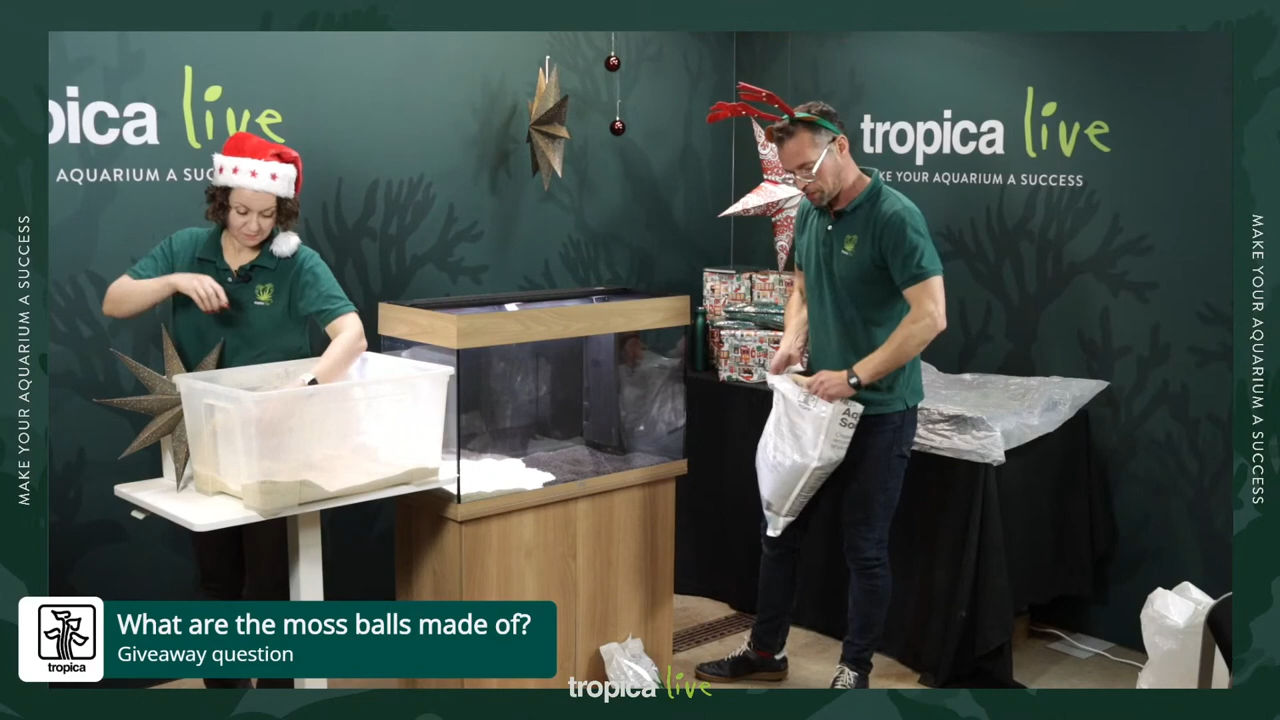 pica live
AQUARIUM A SUC
tropica live
KE YOUR AQUARIUM A SUCCESS
MAKE YOUR AQUARIUM A SUCCESS
MAKE YOUR AQUARIUM A SUCCESS
What are the moss balls made of?
Giveaway question
tropica
tropica live